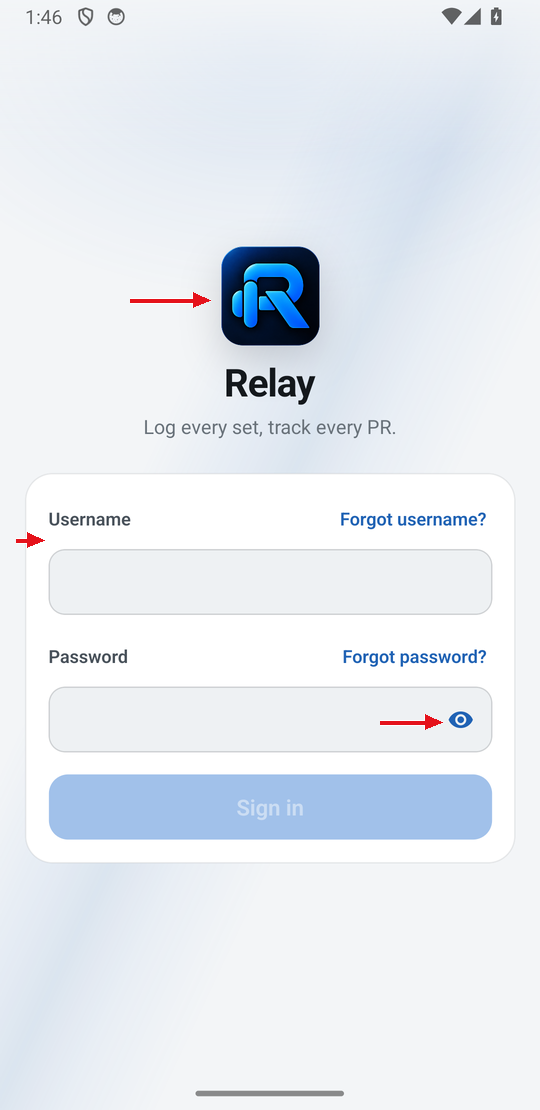 1:46
Relay
Log every set, track every PR.
Username Forgot username?
Password Forgot password?
Sign in